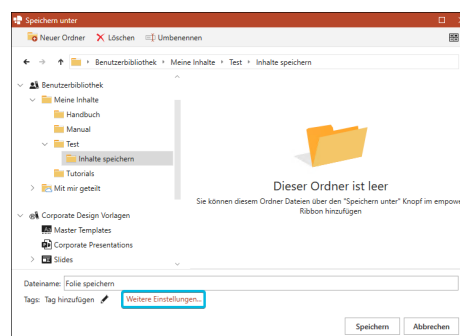 Speichern unter
Neuer Ordner Löschen Umbenennen
Benutzerbibliothek Meine Inhalte Test Inhalte speichern
Benutzerbibliothek
Meine Inhalte
Handbuch
Manual
Test
Inhalte speichern
Tutorials
Mit mir geteilt
Corporate Design Vorlagen
Master Templates
Corporate Presentations
Slides
Dieser Ordner ist leer
Sie können diesem Ordner Dateien über den "Speichern unter" Knopf im empowe
Ribbon hinzufügen
Dateiname: Folie speichern
Tags: Tag hinzufügen Weitere Einstellungen...
Speichern Abbrechen